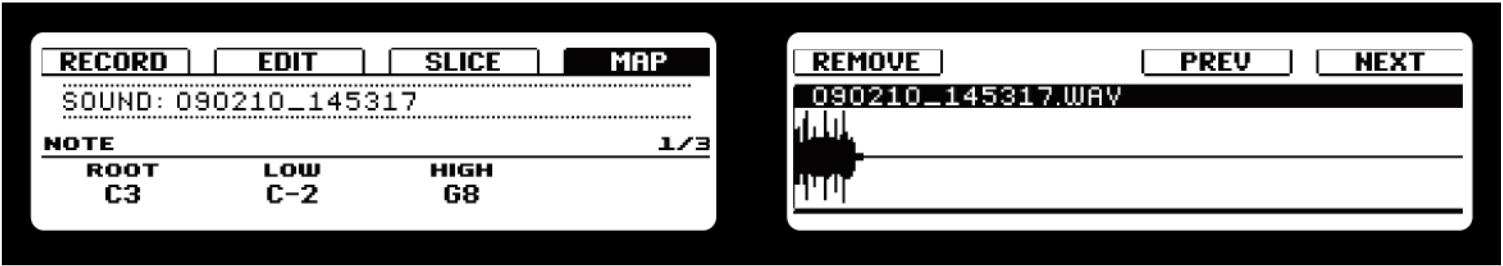 RECORD EDIT SLICE MAP
SOUND: 090210_145317
NOTE 1/3
ROOT LOW HIGH
C3 C-2 G8
REMOVE PREV NEXT
090210_145317.WAV